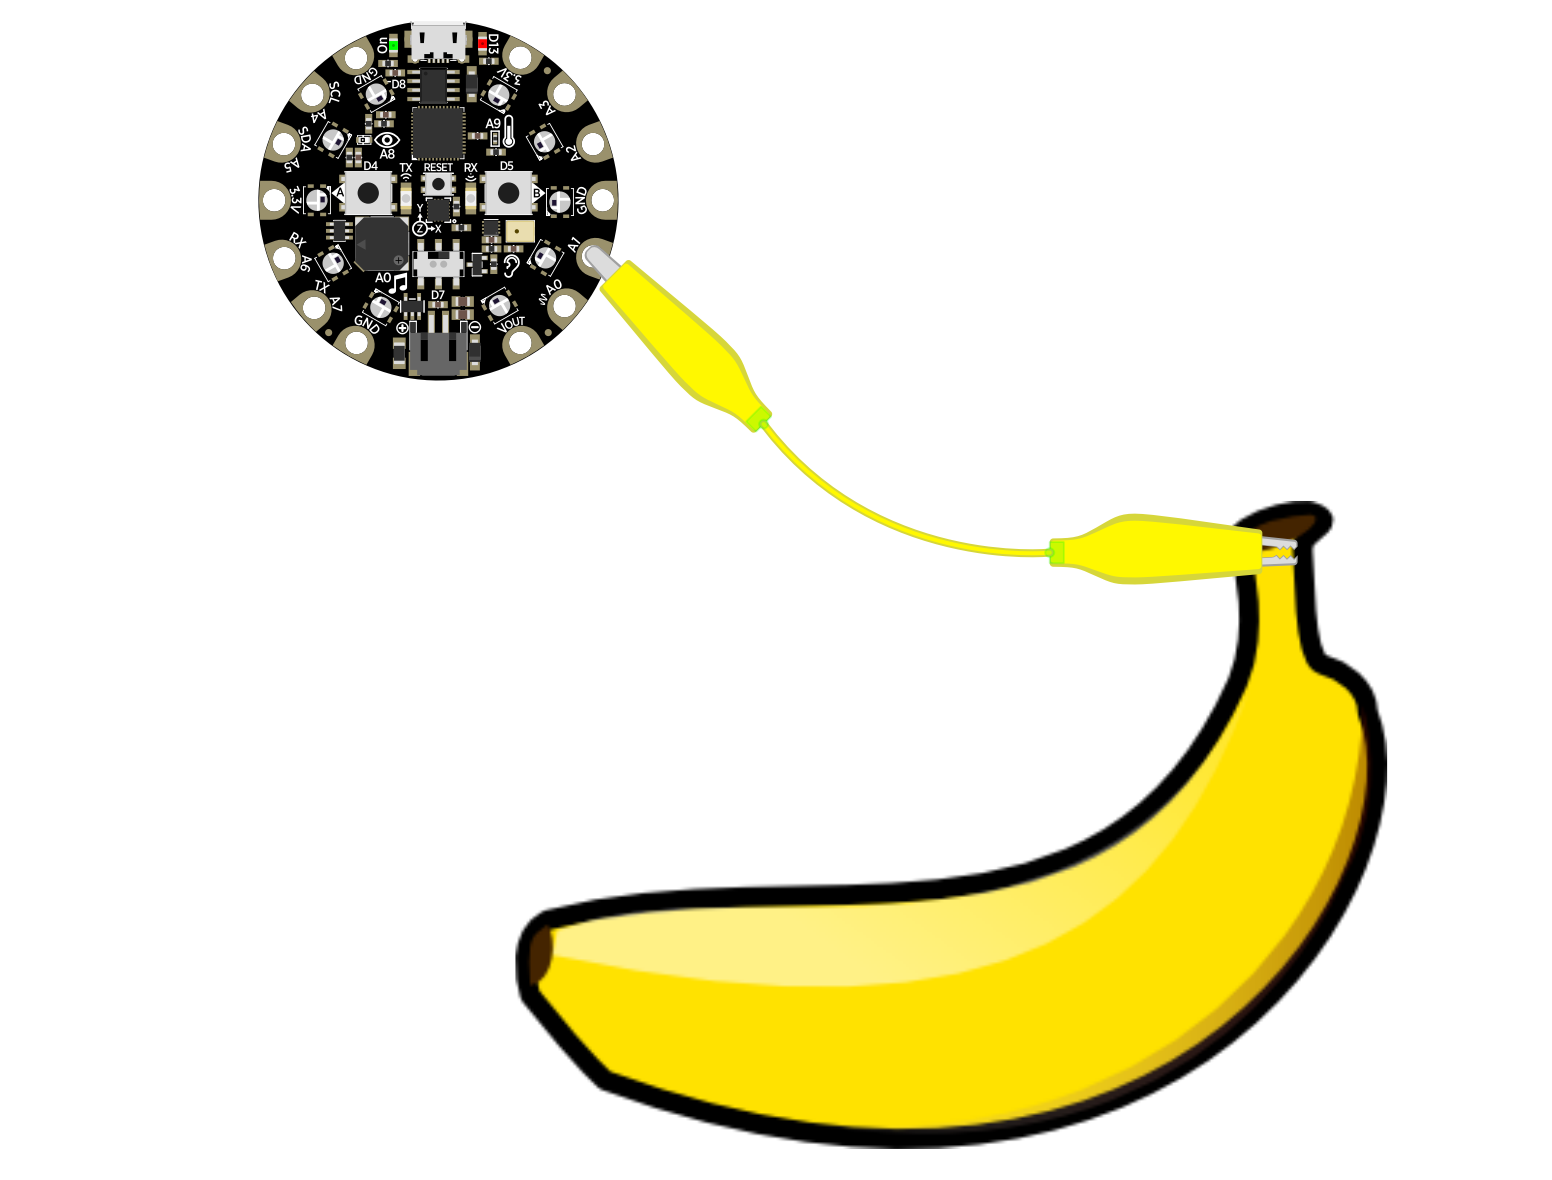 On
D13
GND
D8
3.3V
SCL
A3
A4
A9
SDA
A8
A2
A5
D4
TX
RESET
RX
D5
A
B
3.3V
GND
Y
Z
X
RX
A1
A6
TX
A0
A0
A7
D7
GND
VOUT